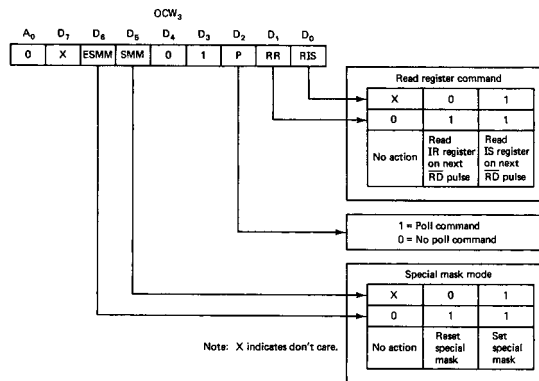 OCW3
A0 D7 D6 D5 D4 D3 D2 D1 D0
0 X ESMM SMM 0 1 P RR RIS
Read register command
X 0 1
0 1 1
No action
Read IR register on next RD pulse
Read IS register on next RD pulse
1 = Poll command
0 = No poll command
Special mask mode
X 0 1
0 1 1
No action
Reset special mask
Set special mask
Note: X indicates don't care.